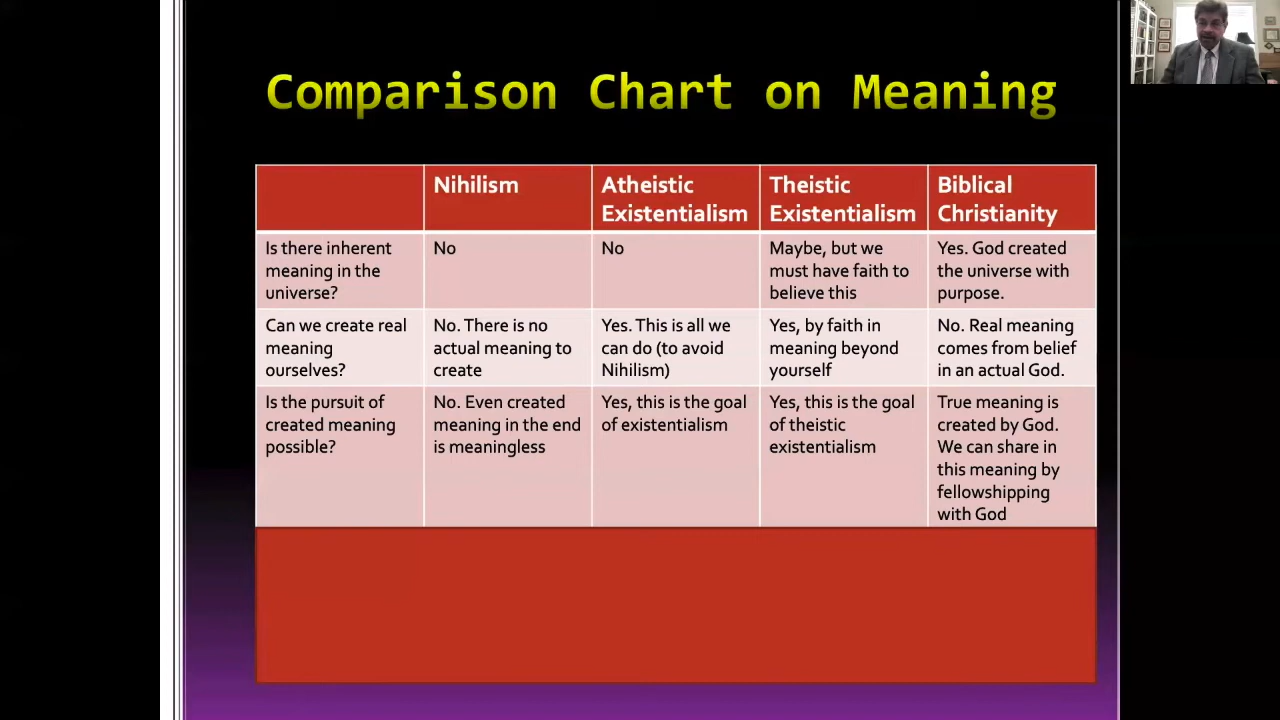 Comparison Chart on Meaning
Nihilism
Atheistic
Existentialism
Theistic
Existentialism
Biblical
Christianity
Is there inherent
meaning in the
universe?
No
No
Maybe, but we
must have faith to
believe this
Yes. God created
the universe with
purpose.
Can we create real
meaning
ourselves?
No. There is no
actual meaning to
create
Yes. This is all we
can do (to avoid
Nihilism)
Yes, by faith in
meaning beyond
yourself
No. Real meaning
comes from belief
in an actual God.
Is the pursuit of
created meaning
possible?
No. Even created
meaning in the end
is meaningless
Yes, this is the goal
of existentialism
Yes, this is the goal
of theistic
existentialism
True meaning is
created by God.
We can share in
this meaning by
fellowshipping
with God